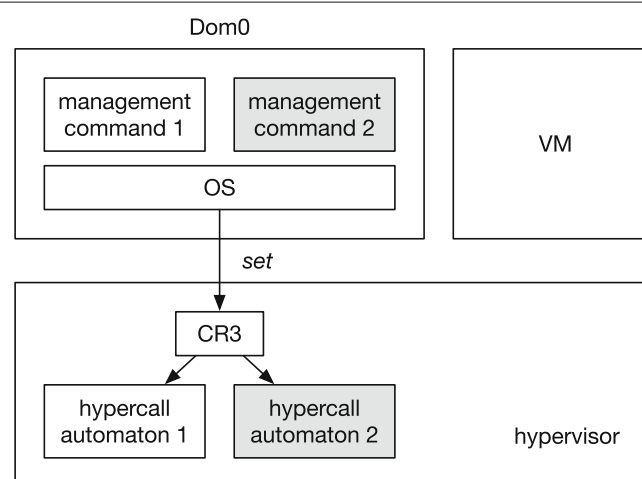 Dom0
management
command 1
management
command 2
VM
OS
set
CR3
hypercall
automaton 1
hypercall
automaton 2
hypervisor